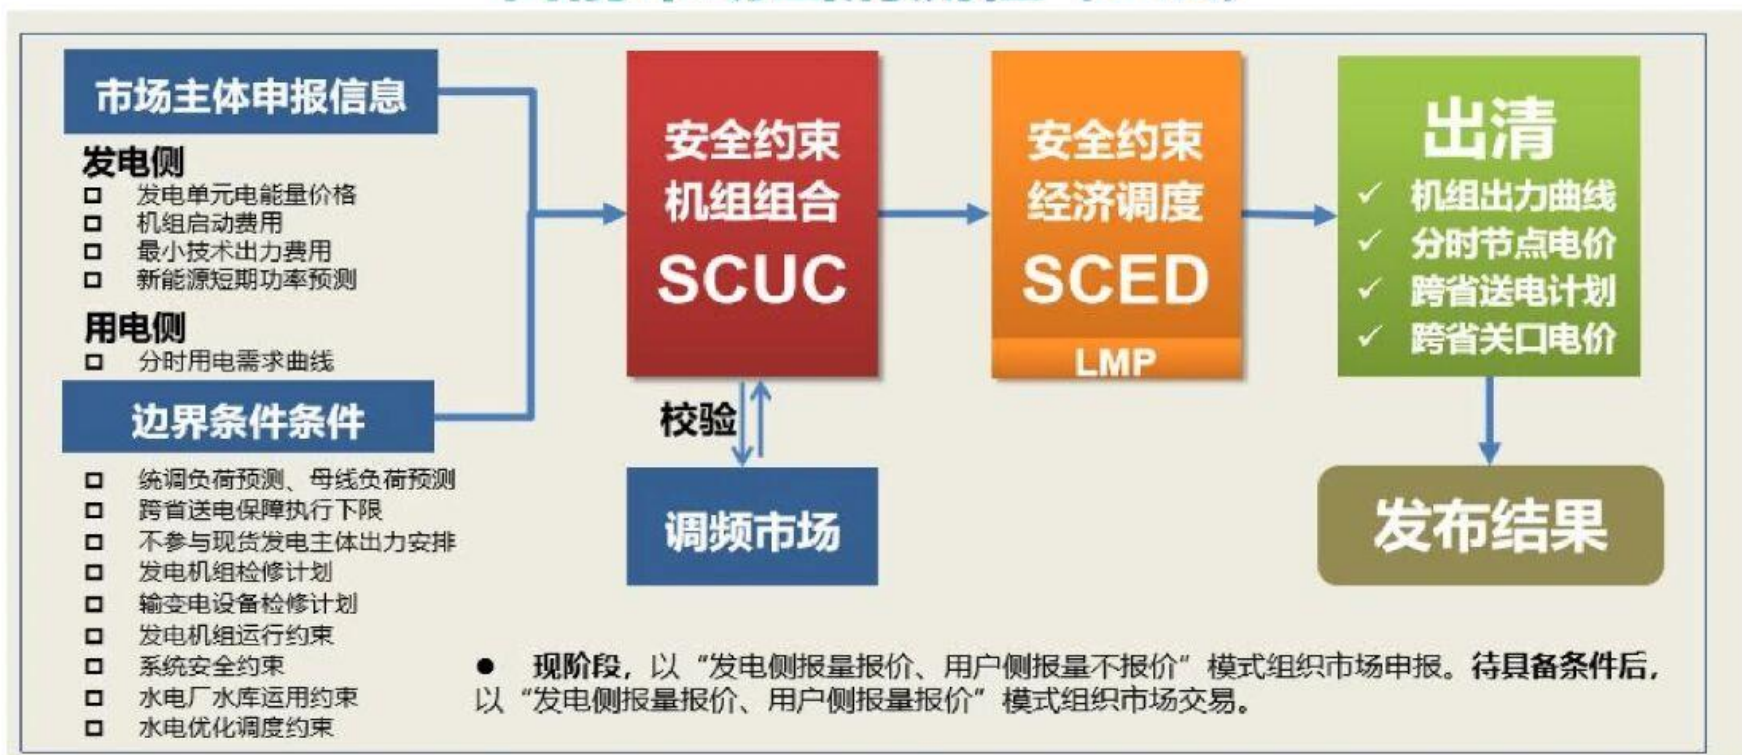 市场主体申报信息
发电侧
发电单元电能量价格
机组启动费用
最小技术出力费用
新能源短期功率预测
用电侧
分时用电需求曲线
边界条件条件
统调负荷预测、母线负荷预测
跨省送电保障执行下限
不参与现货发电主体出力安排
发电机组检修计划
输变电设备检修计划
发电机组运行约束
系统安全约束
水电厂水库运用约束
水电优化调度约束
安全约束
机组组合
SCUC
校验
调频市场
安全约束
经济调度
SCED
LMP
出清
✓ 机组出力曲线
✓ 分时节点电价
✓ 跨省送电计划
✓ 跨省关口电价
发布结果
● 现阶段，以“发电侧报量报价、用户侧报量不报价”模式组织市场申报。待具备条件后，
以“发电侧报量报价、用户侧报量报价”模式组织市场交易。